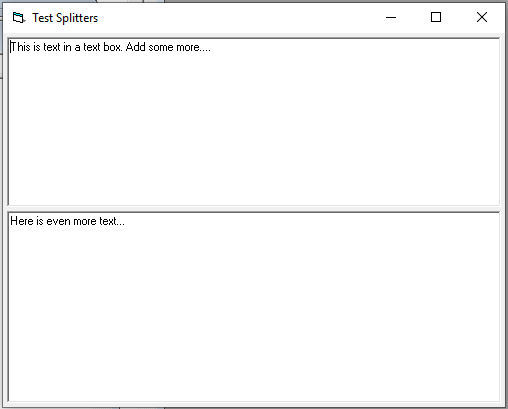 Test Splitters
This is text in a text box. Add some more....
Here is even more text...